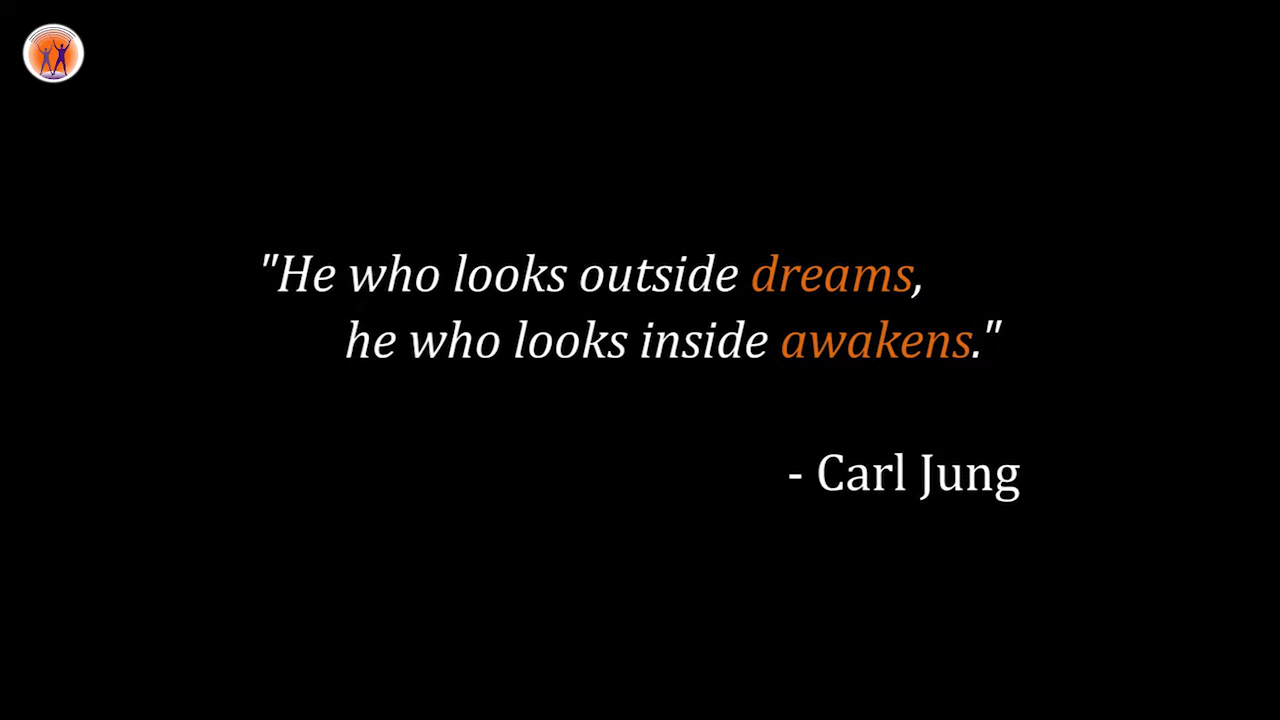 "He who looks outside dreams,
he who looks inside awakens."
- Carl Jung